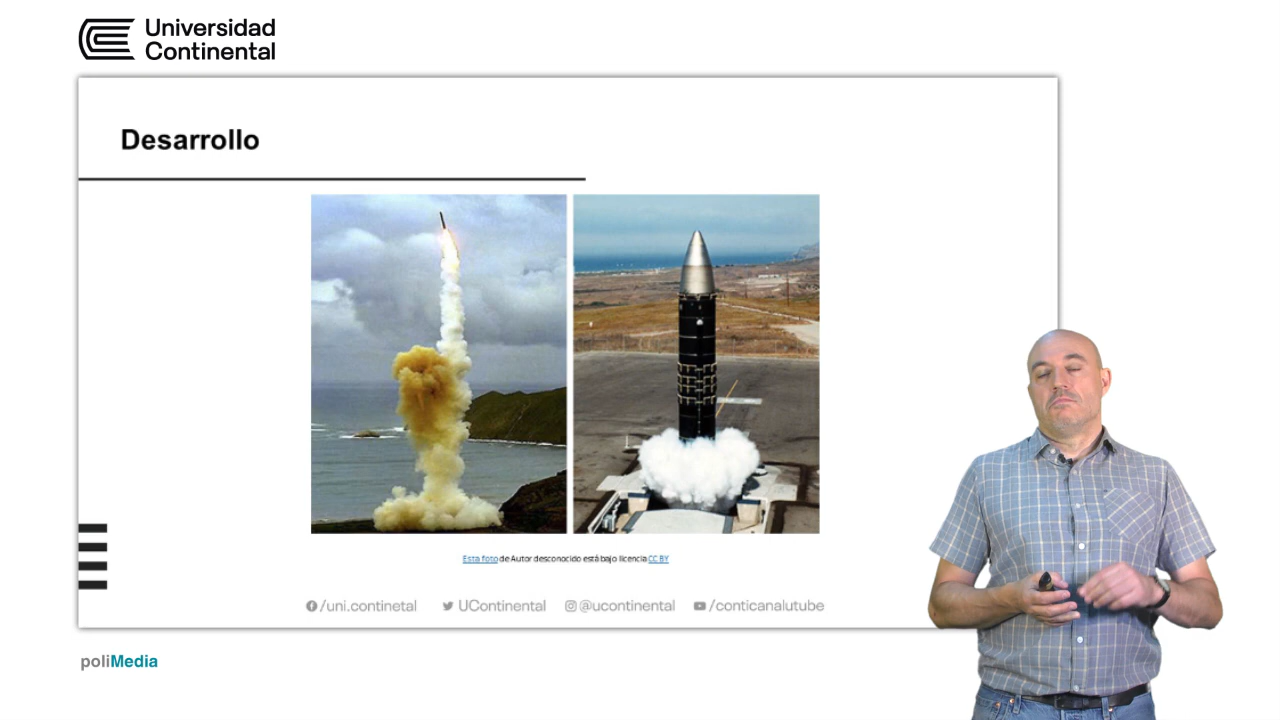 Universidad
Continental
Desarrollo
Esta foto de Autor desconocido está bajo licencia CC BY
/uni.continetal UContinental @ucontinental /conticanalutube
poliMedia